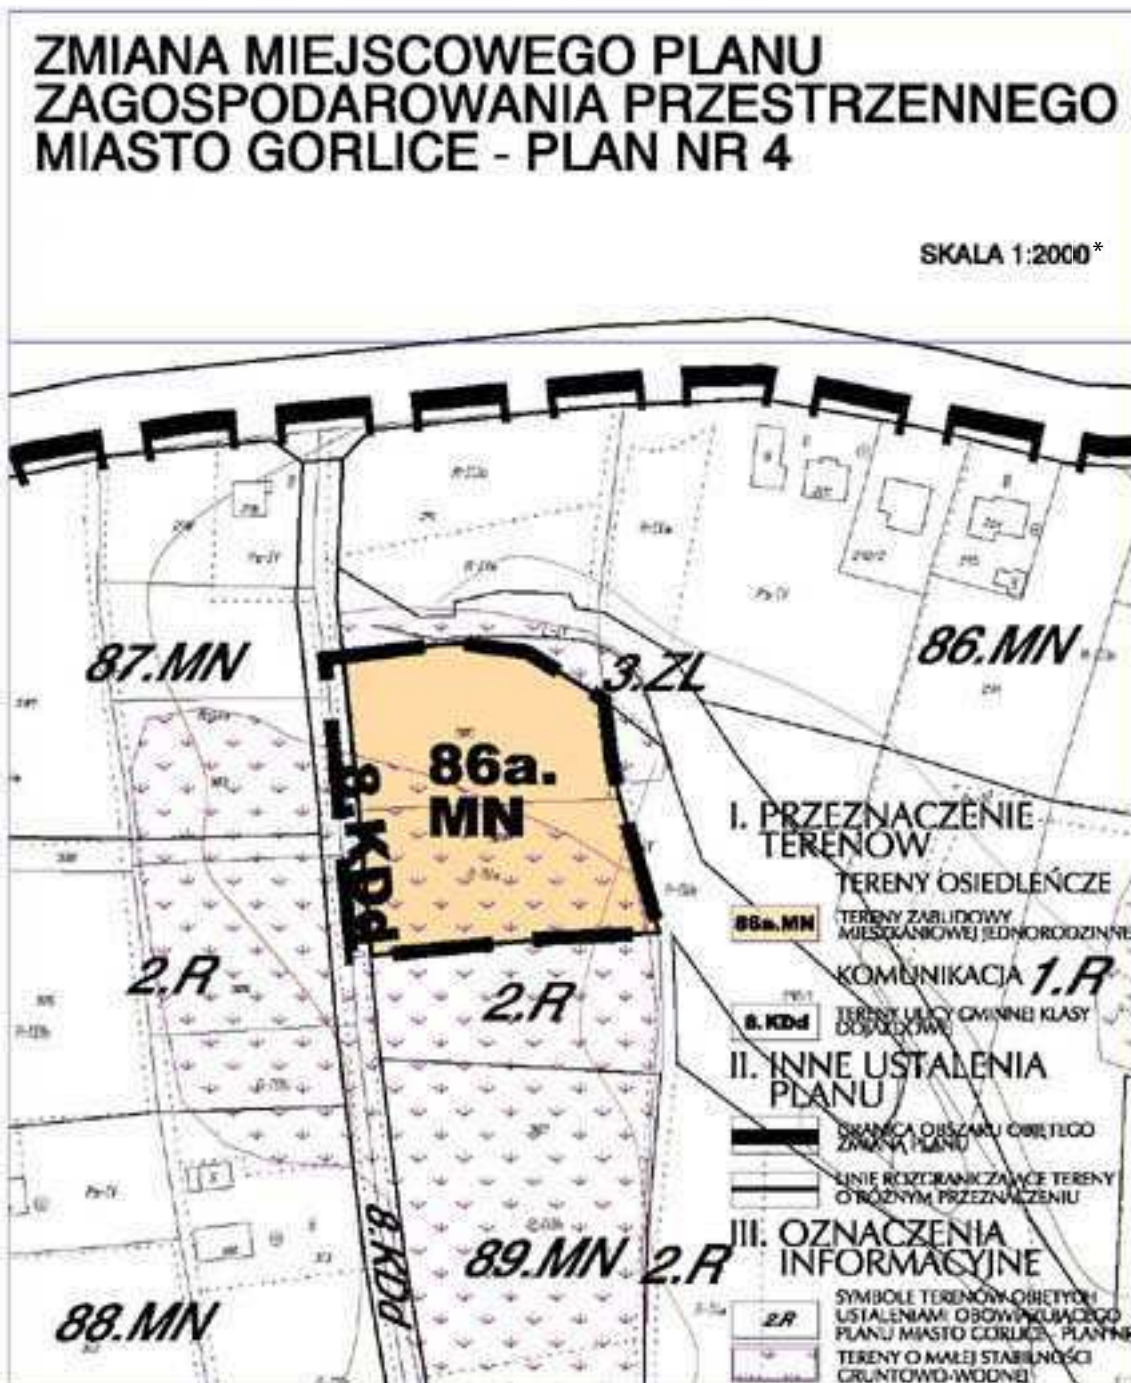 ZMIANA MIEJSCOWEGO PLANU
ZAGOSPODAROWANIA PRZESTRZENNEGO
MIASTO GORLICE - PLAN NR 4
SKALA 1:2000*
87.MN
86.MN
3.ZL
86a.
MN
8.KDd
2.R
2.R
1.R
8.KDd
89.MN
2.R
88.MN
I. PRZEZNACZENIE
TERENÓW
TERENY OSIEDLEŃCZE
86a.MN
TERENY ZABUDOWY
MIESZKANIOWEJ JEDNORODZINNE
KOMUNIKACJA
8. KDd
TERENY ULICY GMINNEJ KLASY
DOJAZDOWEJ
II. INNE USTALENIA
PLANU
GRANICA OBSZARU OBJĘTEGO
ZMIANĄ PLANU
LINIE ROZGRANICZAJĄCE TERENY
O RÓŻNYM PRZEZNACZENIU
III. OZNACZENIA
INFORMACYJNE
2.R
SYMBOLE TERENÓW OBJĘTYCH
USTALENIAMI OBOWIĄZUJĄCEGO
PLANU MIASTO GORLICE - PLAN NR
TERENY O MAŁEJ STABILNOŚCI
GRUNTOWO-WODNEJ